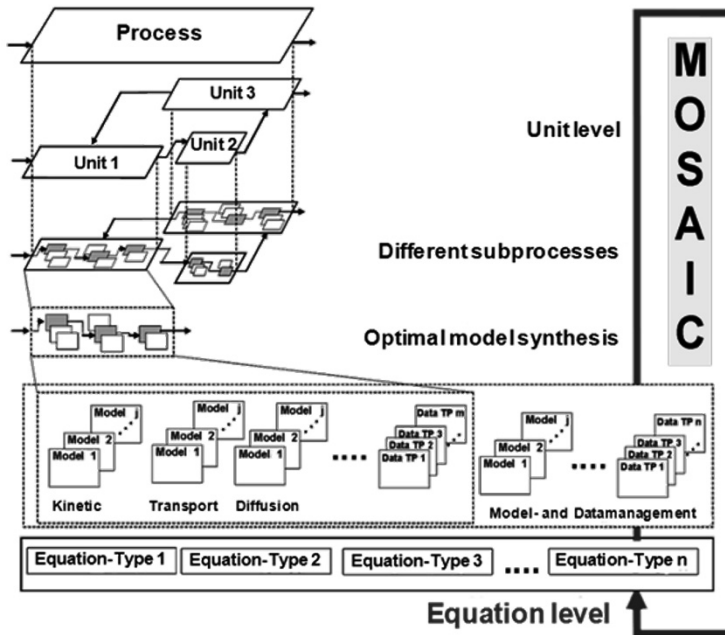 Process
Unit 3
Unit 1
Unit 2
Unit level
Different subprocesses
Optimal model synthesis
M
O
S
A
I
C
Model j
Model 2
Model 1
Kinetic
Model j
Model 2
Model 1
Transport
Model j
Model 2
Model 1
Diffusion
Data TP m
Data TP 3
Data TP 2
Data TP 1
Model j
Model 2
Model 1
Data TP n
Data TP 3
Data TP 2
Data TP 1
Model- and Datamanagement
Equation-Type 1
Equation-Type 2
Equation-Type 3
Equation-Type n
Equation level